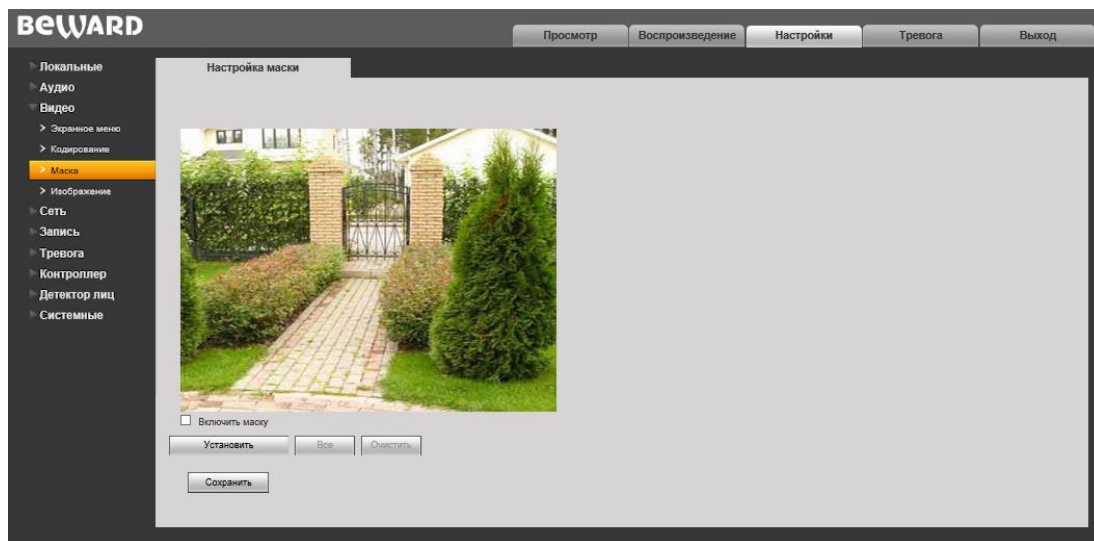 BEWARD
Просмотр
Воспроизведение
Настройки
Тревога
Выход
Локальные
Аудио
Видео
> Экранное меню
> Кодирование
> Маска
> Изображение
Сеть
Запись
Тревога
Контроллер
Детектор лиц
Системные
Настройка маски
Включить маску
Установить
Все
Очистить
Сохранить